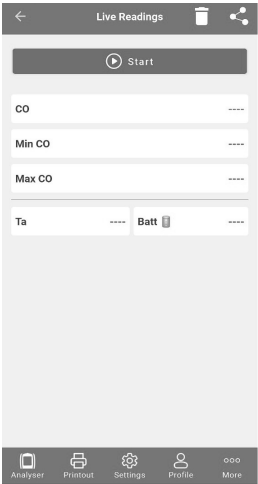 Live Readings
Start
CO ----
Min CO ----
Max CO ----
Ta ---- Batt ----
Analyser Printout Settings Profile More